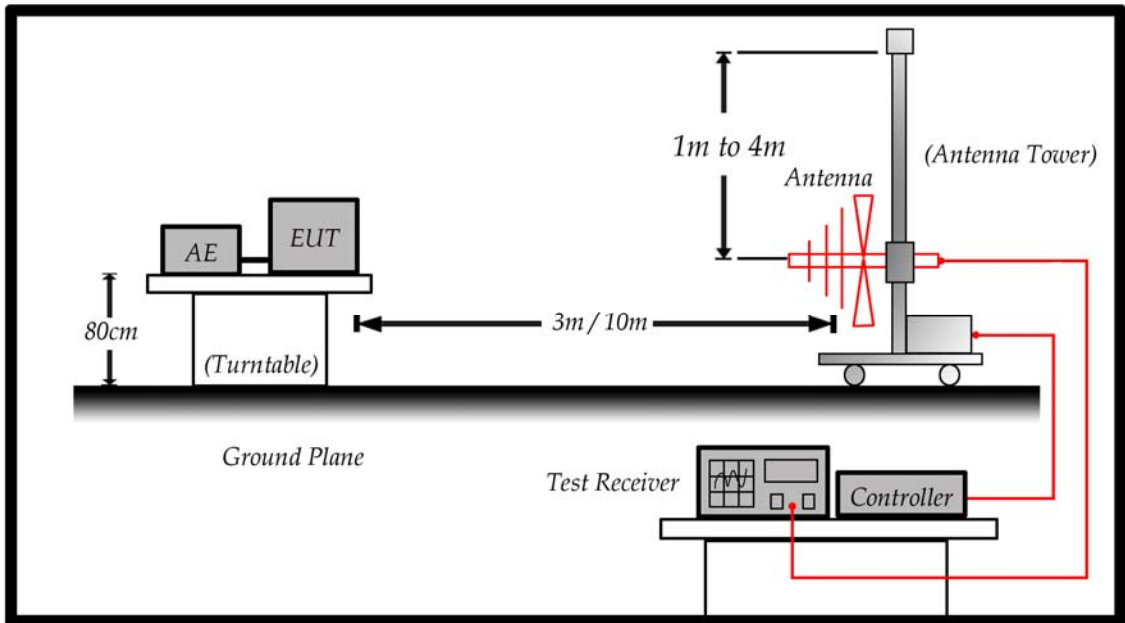 1m to 4m
(Antenna Tower)
Antenna
AE
EUT
80cm
3m / 10m
(Turntable)
Ground Plane
Test Receiver
Controller